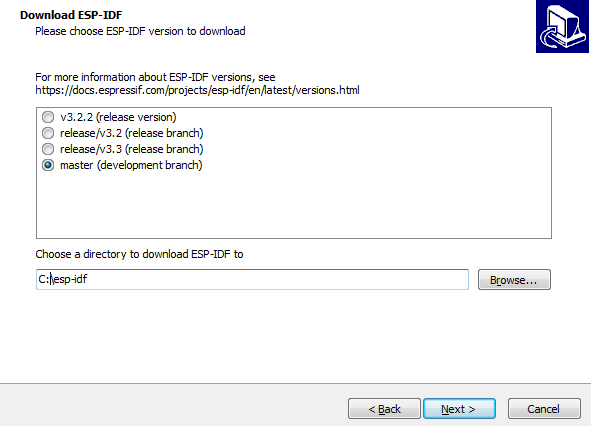 Download ESP-IDF
Please choose ESP-IDF version to download
For more information about ESP-IDF versions, see
https://docs.espressif.com/projects/esp-idf/en/latest/versions.html
v3.2.2 (release version)
release/v3.2 (release branch)
release/v3.3 (release branch)
master (development branch)
Choose a directory to download ESP-IDF to
C:\esp-idf
Browse...
< Back
Next >
Cancel